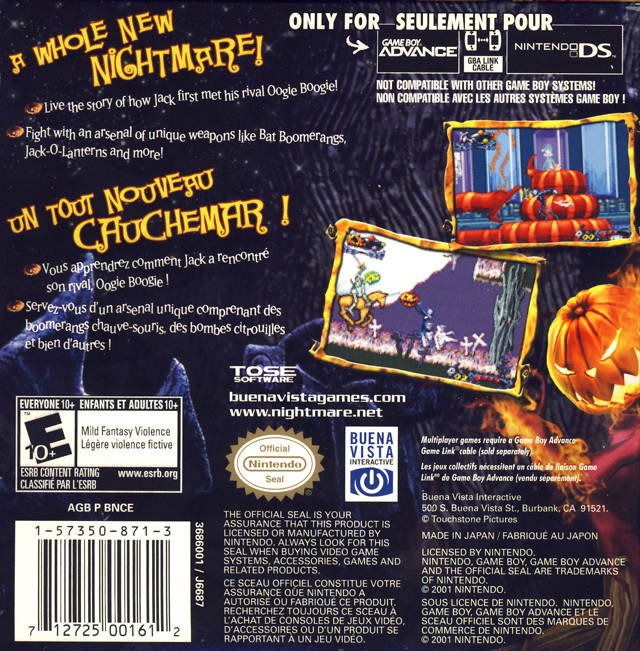 A WHOLE NEW
NIGHTMARE!
Live the story of how Jack first met his rival Oogie Boogie!
Fight with an arsenal of unique weapons like Bat Boomerangs,
Jack-O-Lanterns and more!
UN TOUT NOUVEAU
CAUCHEMAR !
Vous apprendrez comment Jack a rencontré
son rival, Oogie Boogie !
Servez-vous d'un arsenal unique comprenant des
boomerangs chauve-souris, des bombes citrouilles
et bien d'autres !
ONLY FOR SEULEMENT POUR
GAME BOY
ADVANCE
GBA LINK
CABLE
NINTENDO DS
NOT COMPATIBLE WITH OTHER GAME BOY SYSTEMS!
NON COMPATIBLE AVEC LES AUTRES SYSTÈMES GAME BOY !
TOSE
SOFTWARE
buenavistagames.com
www.nightmare.net
EVERYONE 10+ ENFANTS ET ADULTES 10+
E
10+
TM
Mild Fantasy Violence
Légère violence fictive
ESRB CONTENT RATING www.esrb.org
CLASSIFIÉ PAR L'ESRB
AGB P BNCE
1-57350-871-3
7 12725 00161 2
3686001 / J6687
Official
Nintendo
Seal
BUENA
VISTA
INTERACTIVE
THE OFFICIAL SEAL IS YOUR
ASSURANCE THAT THIS PRODUCT IS
LICENSED OR MANUFACTURED BY
NINTENDO. ALWAYS LOOK FOR THIS
SEAL WHEN BUYING VIDEO GAME
SYSTEMS, ACCESSORIES, GAMES AND
RELATED PRODUCTS.
CE SCEAU OFFICIEL CONSTITUE VOTRE
ASSURANCE QUE NINTENDO A
AUTORISÉ OU FABRIQUÉ CE PRODUIT.
RECHERCHEZ TOUJOURS CE SCEAU À
L'ACHAT DE CONSOLES DE JEUX VIDÉO,
D'ACCESSOIRES OU D'UN PRODUIT SE
RAPPORTANT À UN JEU VIDÉO.
Multiplayer games require a Game Boy Advance
Game Link® cable (sold separately).
Les jeux collectifs nécessitent un câble de liaison Game
Link de Game Boy Advance (vendu séparément).
Buena Vista Interactive
500 S. Buena Vista St., Burbank, CA 91521.
© Touchstone Pictures
MADE IN JAPAN / FABRIQUÉ AU JAPON
LICENSED BY NINTENDO.
NINTENDO, GAME BOY, GAME BOY ADVANCE
AND THE OFFICIAL SEAL ARE TRADEMARKS
OF NINTENDO.
© 2001 NINTENDO.
SOUS LICENCE DE NINTENDO. NINTENDO,
GAME BOY, GAME BOY ADVANCE ET LE
SCEAU OFFICIEL SONT DES MARQUES DE
COMMERCE DE NINTENDO.
© 2001 NINTENDO.